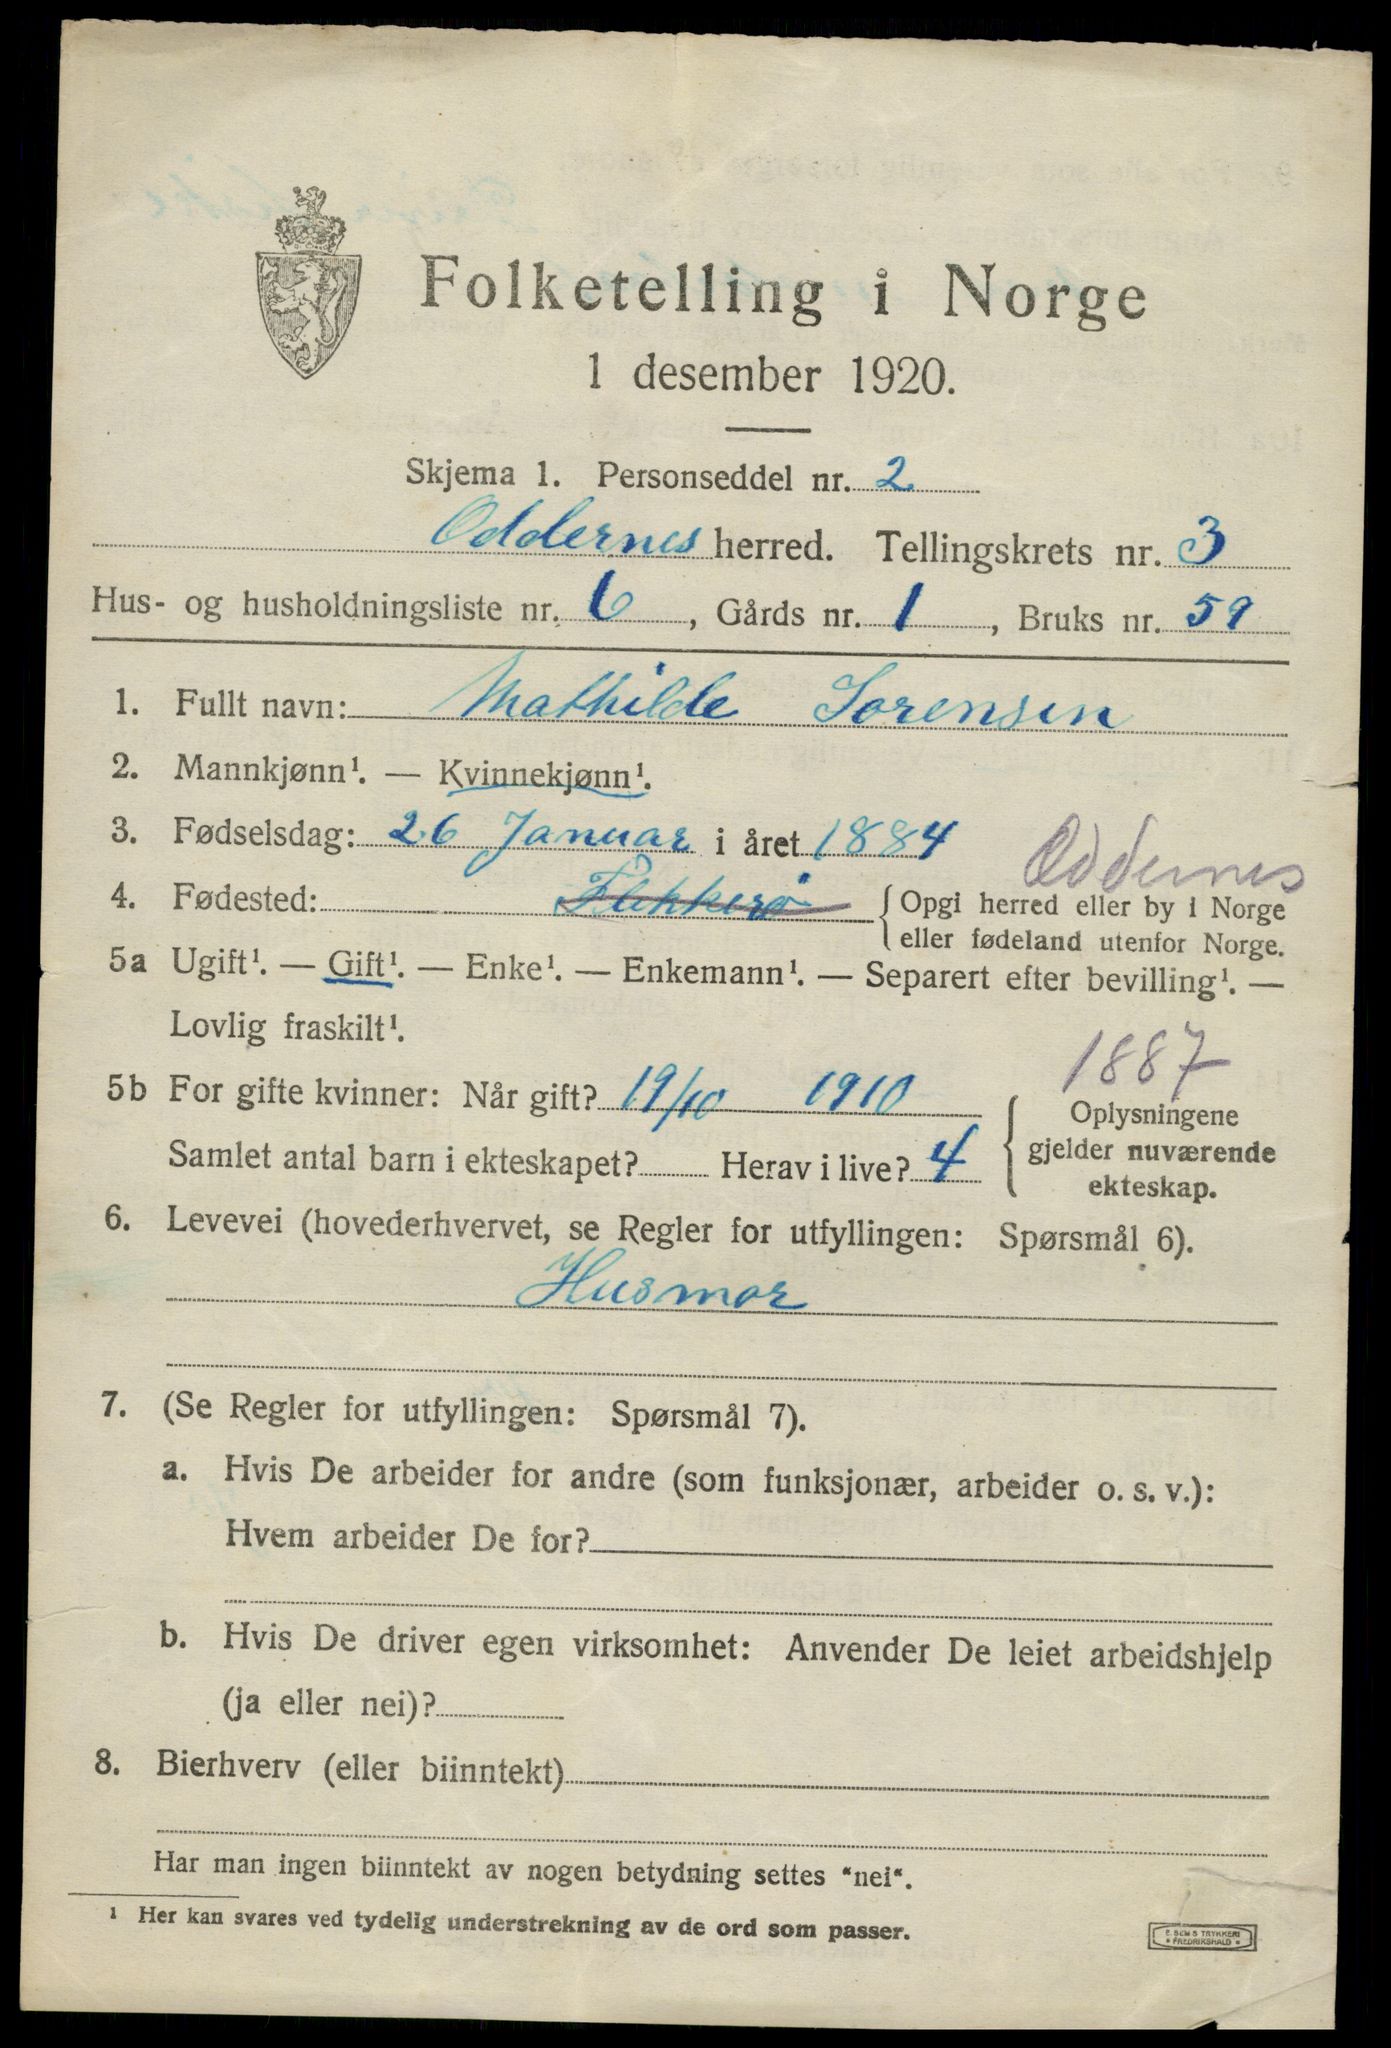 Folketelling i Norge
1 desember 1920.
Skjema 1. Personseddel nr. 2
Oddernes herred. Tellingskrets nr. 3
Hus- og husholdningsliste nr. 6, Gårds nr. 1, Bruks nr. 59
1. Fullt navn: Mathilde Sorensen
2. Mannkjønn¹. — Kvinnekjønn¹.
3. Fødselsdag: 26 Januar i året 1884
Oddernes
4. Fødested: Flekkerø { Opgi herred eller by i Norge
eller fødeland utenfor Norge.
5a Ugift¹. — Gift¹. — Enke¹. — Enkemann¹. — Separert efter bevilling¹. —
Lovlig fraskilt¹.
1887
5b For gifte kvinner: Når gift? 19/10 1910 { Oplysningene
gjelder nuværende
ekteskap.
Samlet antal barn i ekteskapet? Herav i live? 4
6. Levevei (hovederhvervet, se Regler for utfyllingen: Spørsmål 6).
Husmor
7. (Se Regler for utfyllingen: Spørsmål 7).
a. Hvis De arbeider for andre (som funksjonær, arbeider o. s. v.):
Hvem arbeider De for?
b. Hvis De driver egen virksomhet: Anvender De leiet arbeidshjelp
(ja eller nei)?
8. Bierhverv (eller biinntekt)
Har man ingen biinntekt av nogen betydning settes "nei".
¹ Her kan svares ved tydelig understrekning av de ord som passer.
E. SEMS TRYKKERI
* FREDRIKSHALD *